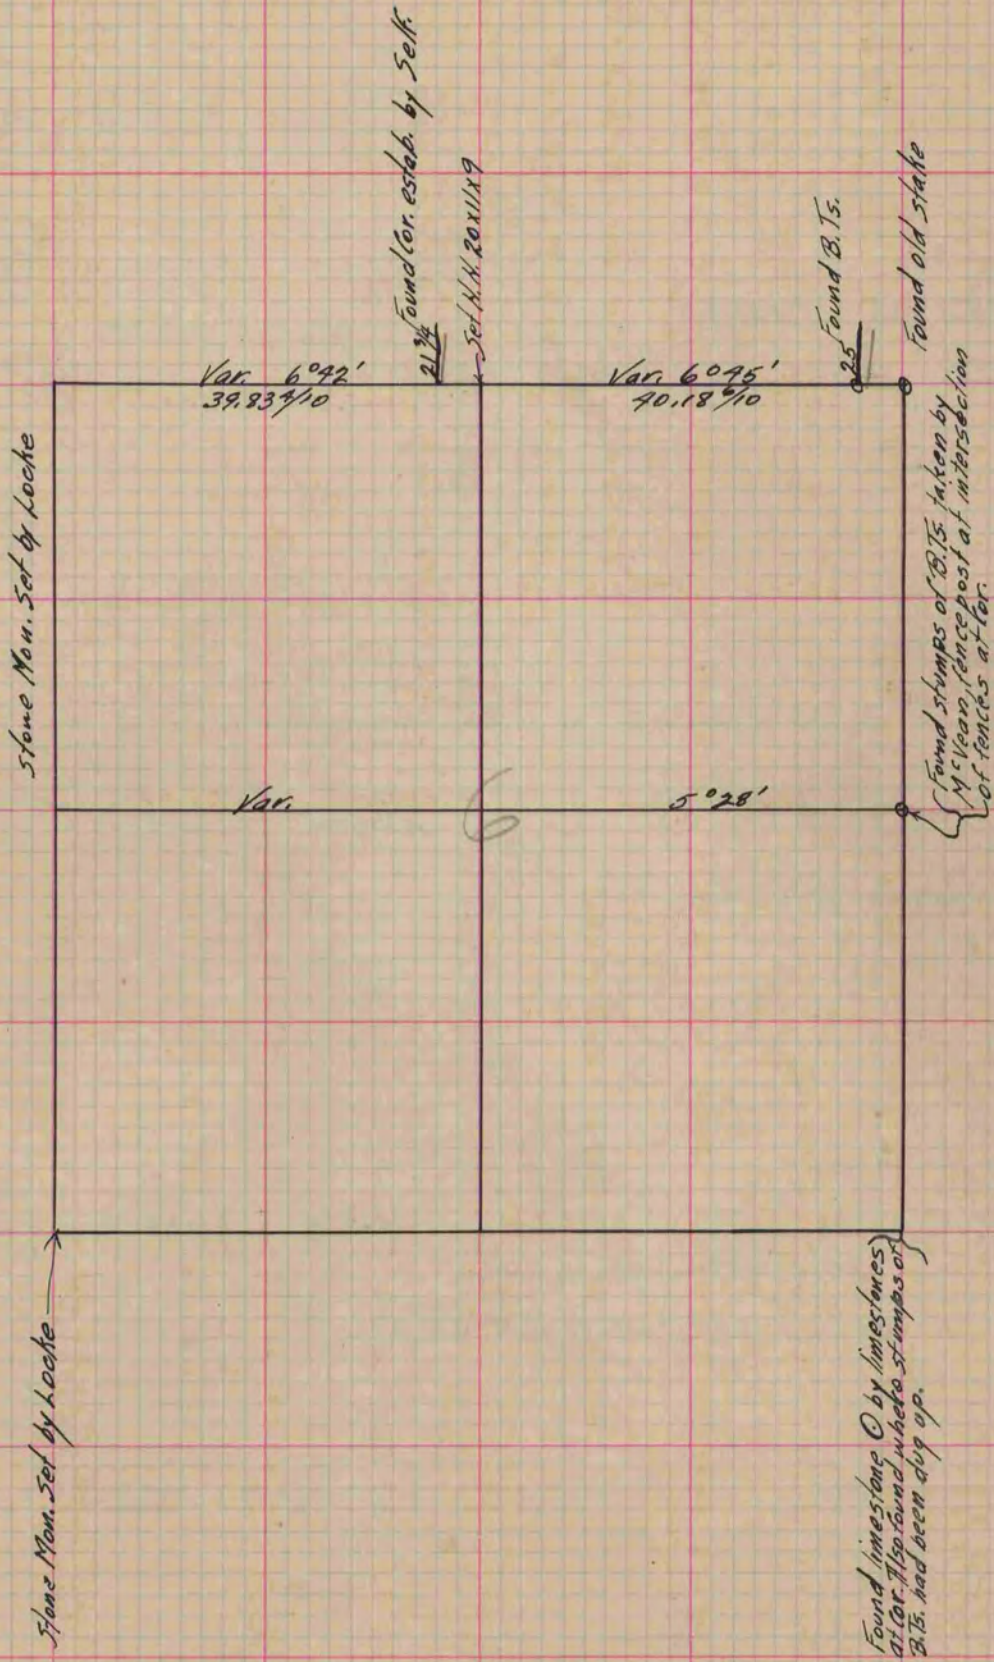 Stone Mon. Set by Locke
Stone Mon. Set by Locke
Found Cor. estab. by Self.
21 3/4
Set N.H. 20x11x9
Var. 6°42'
39.83 4/10
Var. 6°45'
40.18 6/10
25
Found B.Ts.
Found old stake
Var.
5°28'
6
Found stumps of B.Ts. taken by
McVean, fence post at intersection
of fences at Cor.
Found limestone by limestones
at Cor. Also found where stumps of
B.Ts. had been dug up.